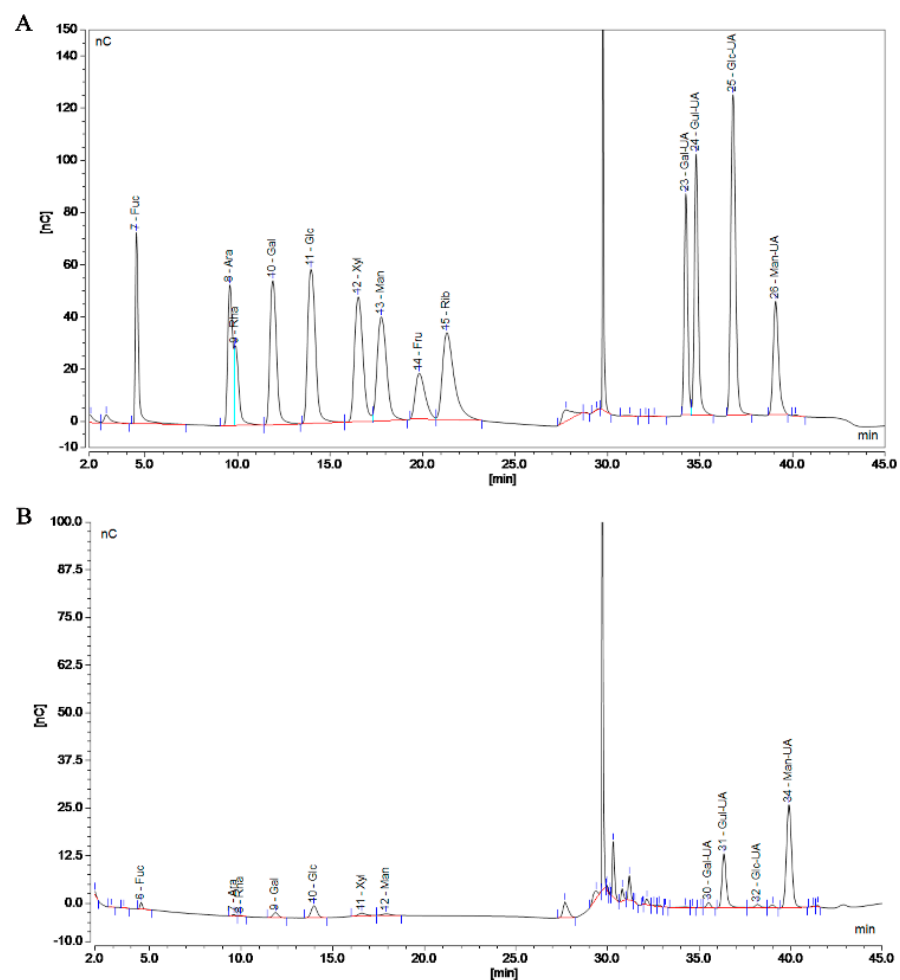 A
150
nC
140
120
100
80
60
40
20
0
-10
[nC]
7 - Fuc
8 - Ara
9 - Rha
10 - Gal
11 - Glc
12 - Xyl
13 - Man
14 - Fru
15 - Rib
23 - Gal-UA
24 - Gul-UA
25 - Glc-UA
26 - Man-UA
min
2.0 5.0 10.0 15.0 20.0 25.0 30.0 35.0 40.0 45.0
[min]
B
100.0
nC
87.5
75.0
62.5
50.0
37.5
25.0
12.5
0.0
-10.0
[nC]
6 - Fuc
Ara
Rha
9 - Gal
10 - Glc
11 - Xyl
12 - Man
30 - Gal-UA
31 - Gul-UA
32 - Glc-UA
34 - Man-UA
min
2.0 5.0 10.0 15.0 20.0 25.0 30.0 35.0 40.0 45.0
[min]